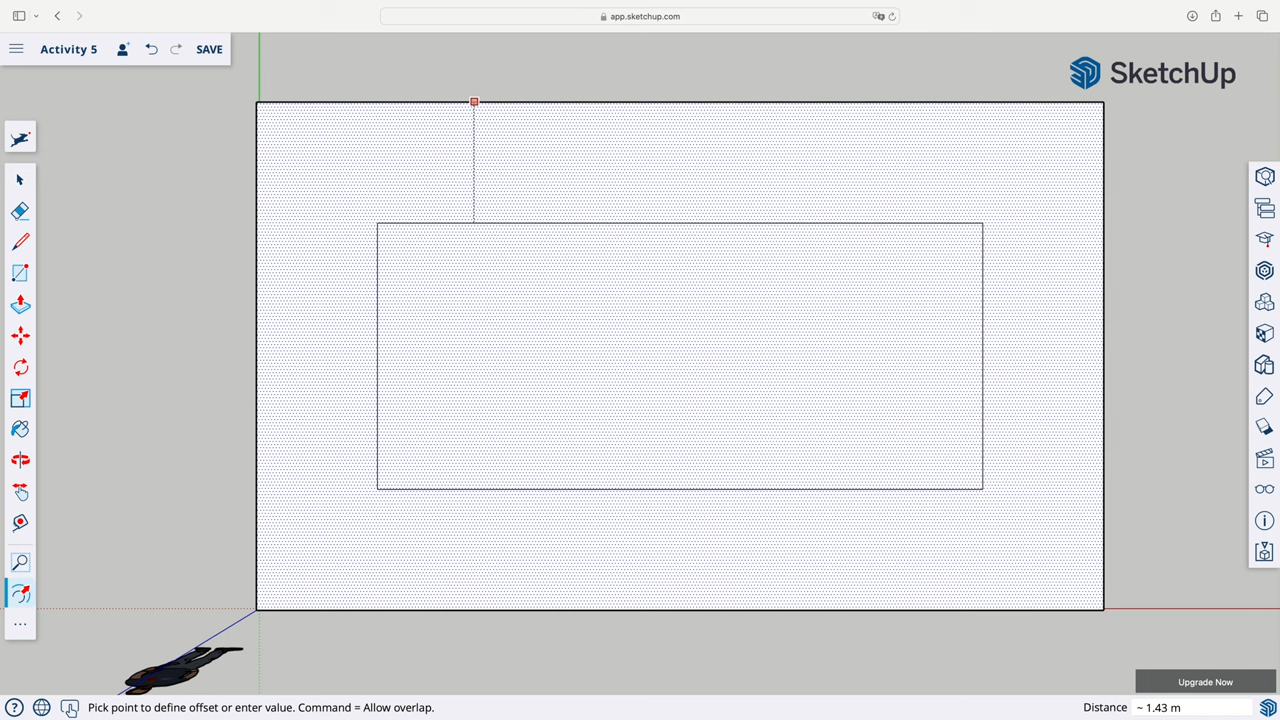 app.sketchup.com
Activity 5
SAVE
SketchUp
Upgrade Now
Pick point to define offset or enter value. Command = Allow overlap.
Distance ~ 1.43 m